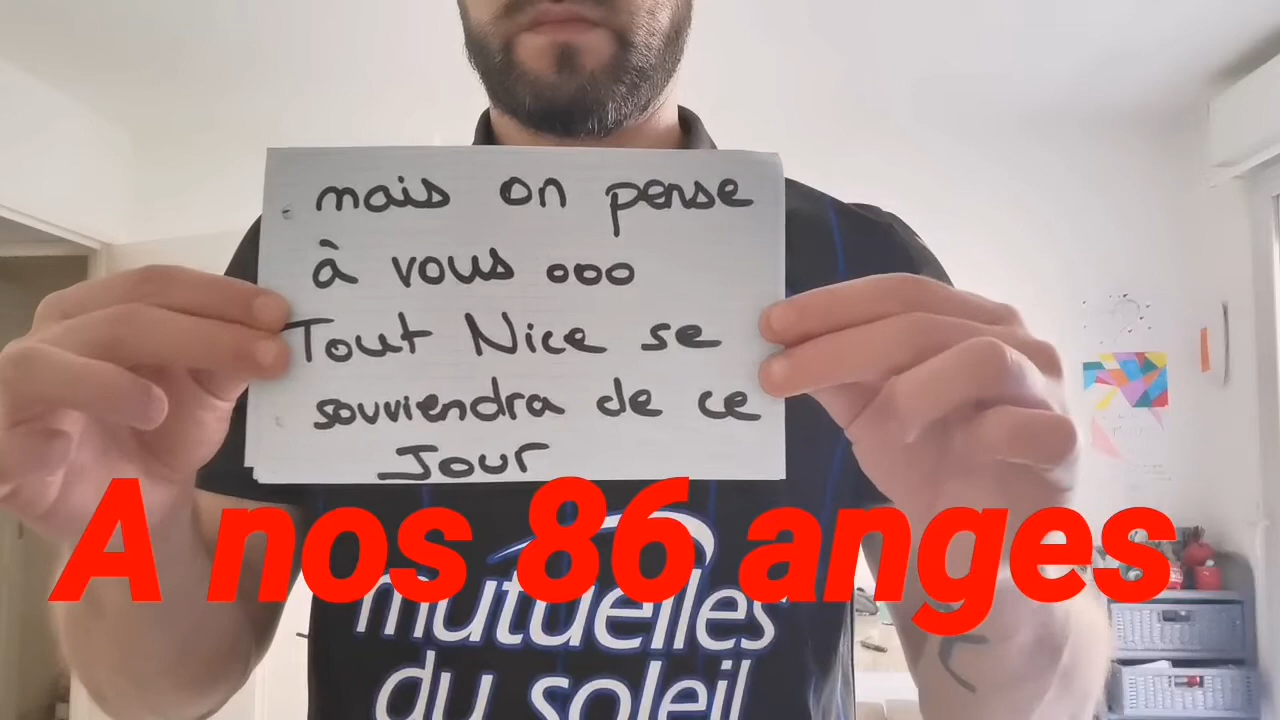 mais on pense
à vous ooo
Tout Nice se
souviendra de ce
Jour
A nos 86 anges
mutuelles
du soleil